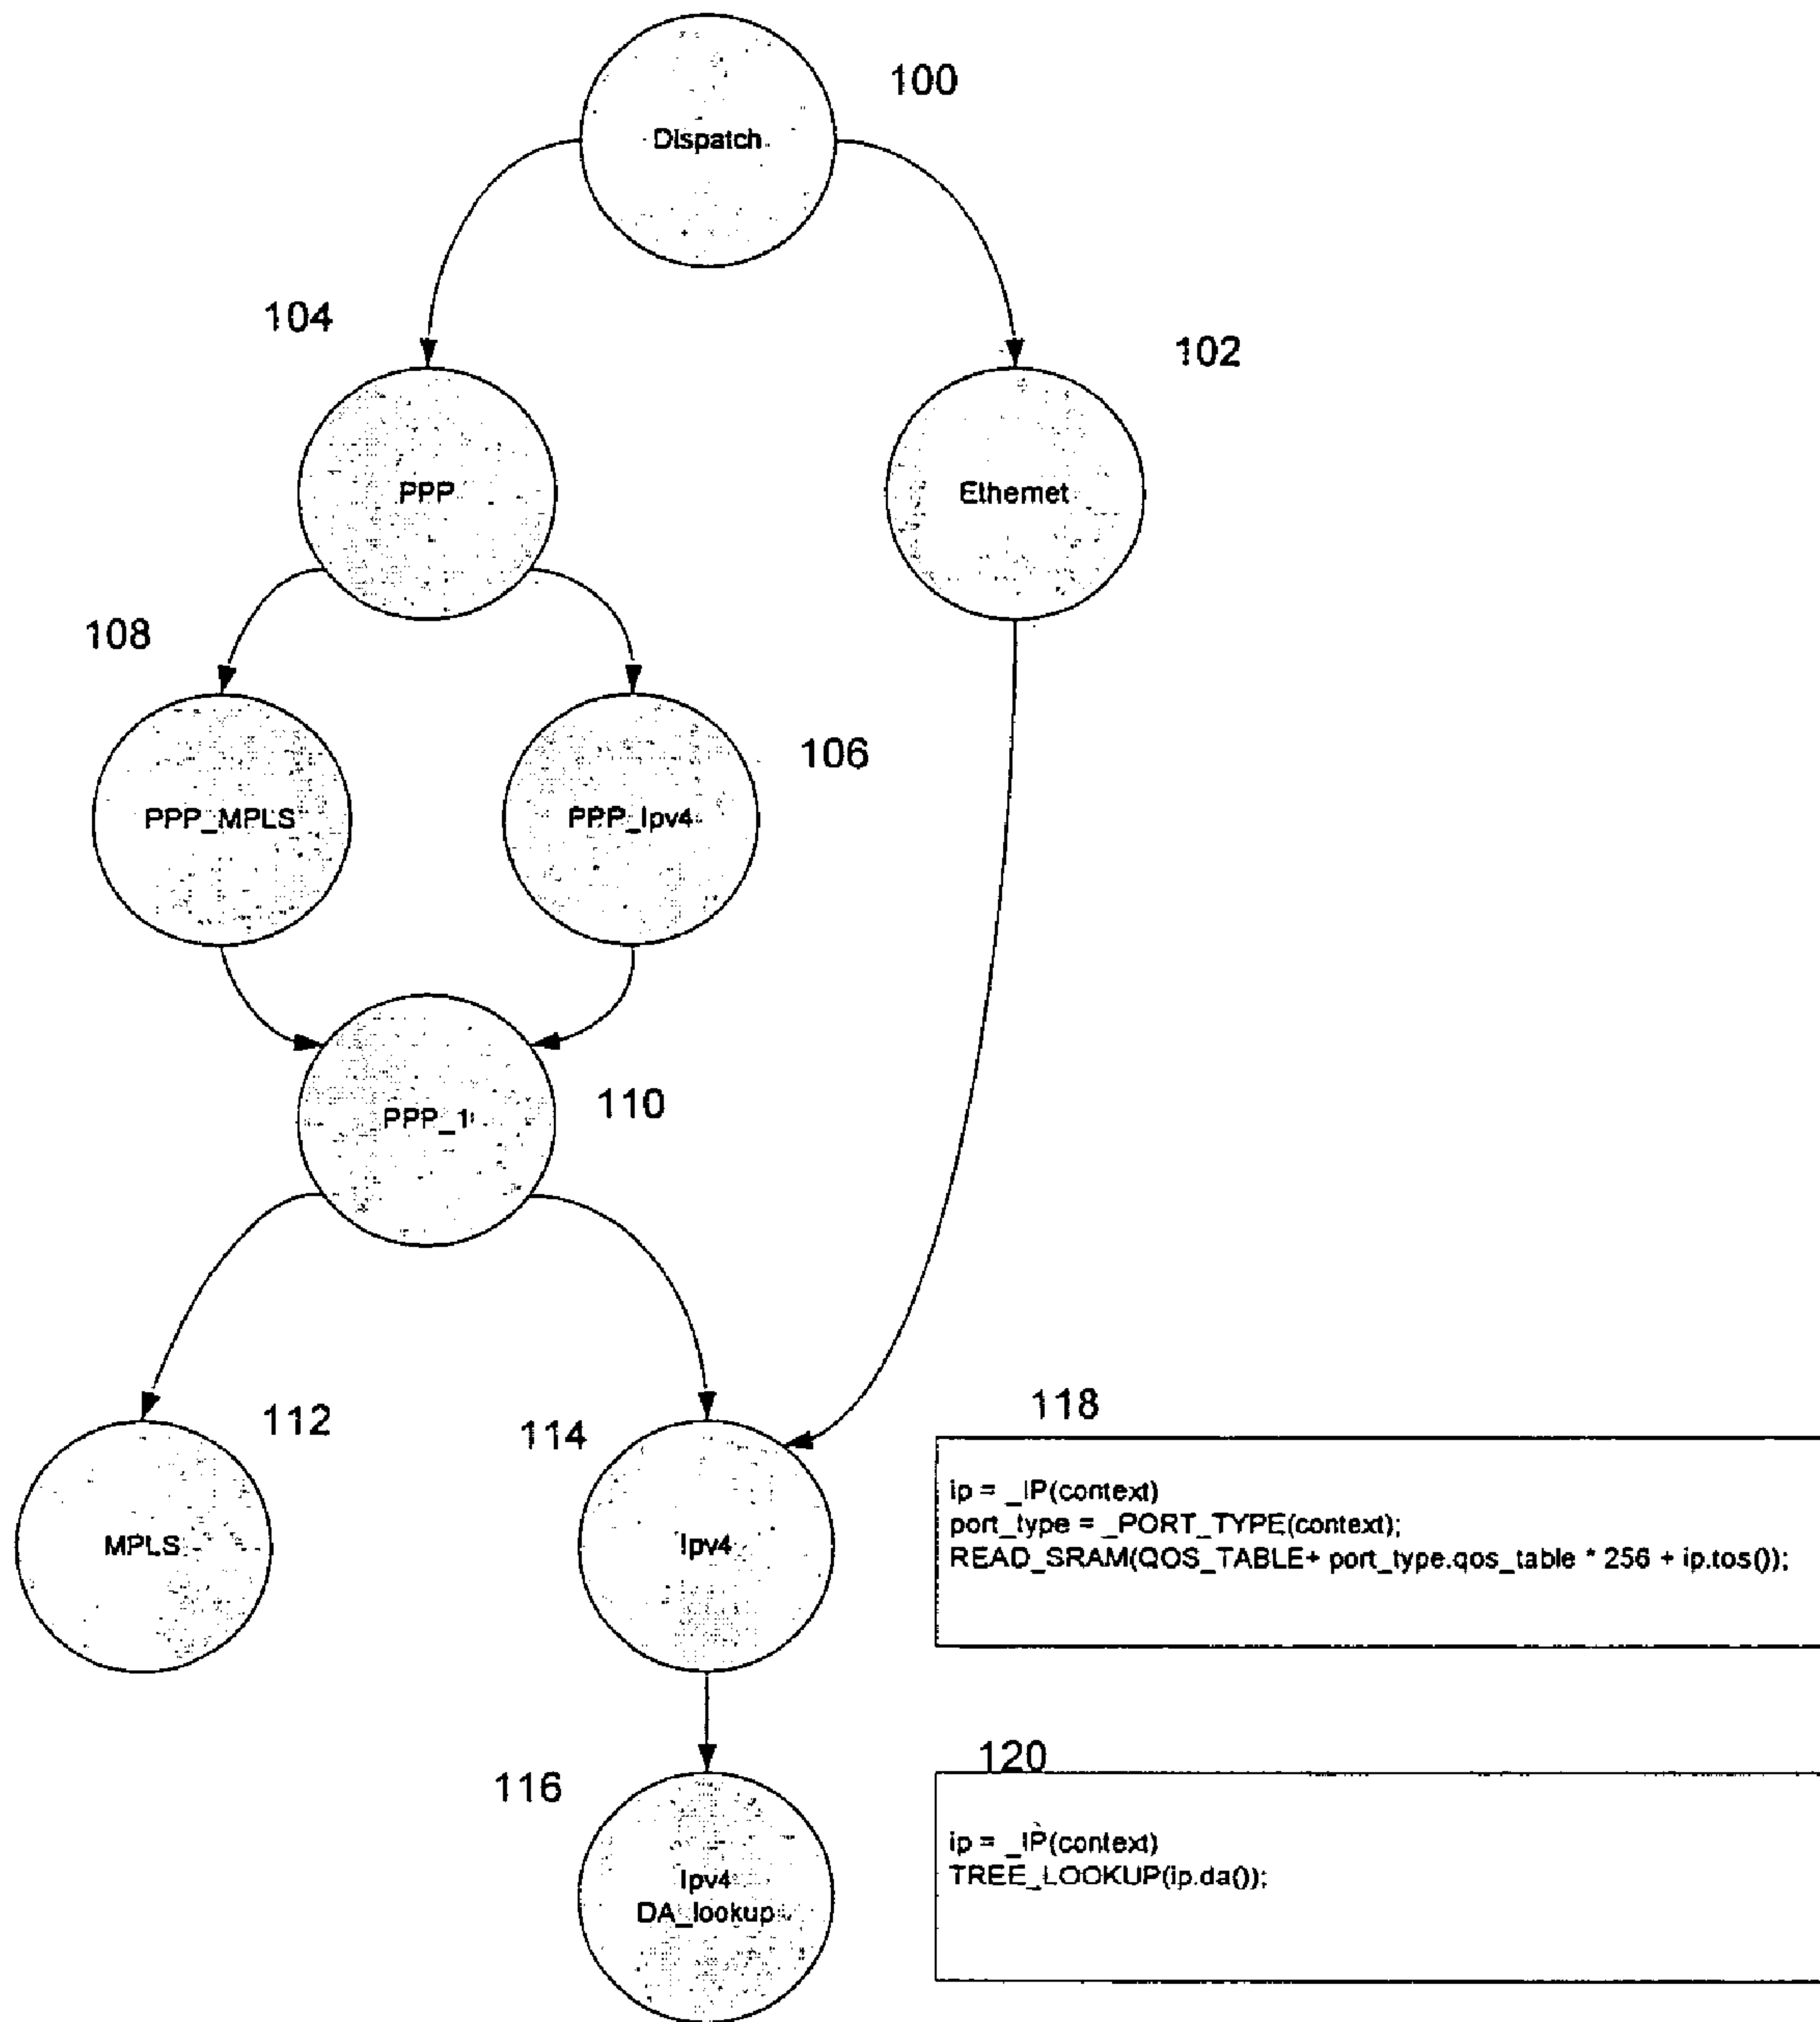 100
Dispatch
104
102
PPP
Ethernet
108
106
PPP_MPLS
PPP_Ipv4
110
PPP_1
118
112
114
ip = _IP(context)
port_type = _PORT_TYPE(context);
READ_SRAM(QOS_TABLE+ port_type.qos_table * 256 + ip.tos());
MPLS
Ipv4
120
116
ip = _IP(context)
TREE_LOOKUP(ip.da());
Ipv4
DA_lookup